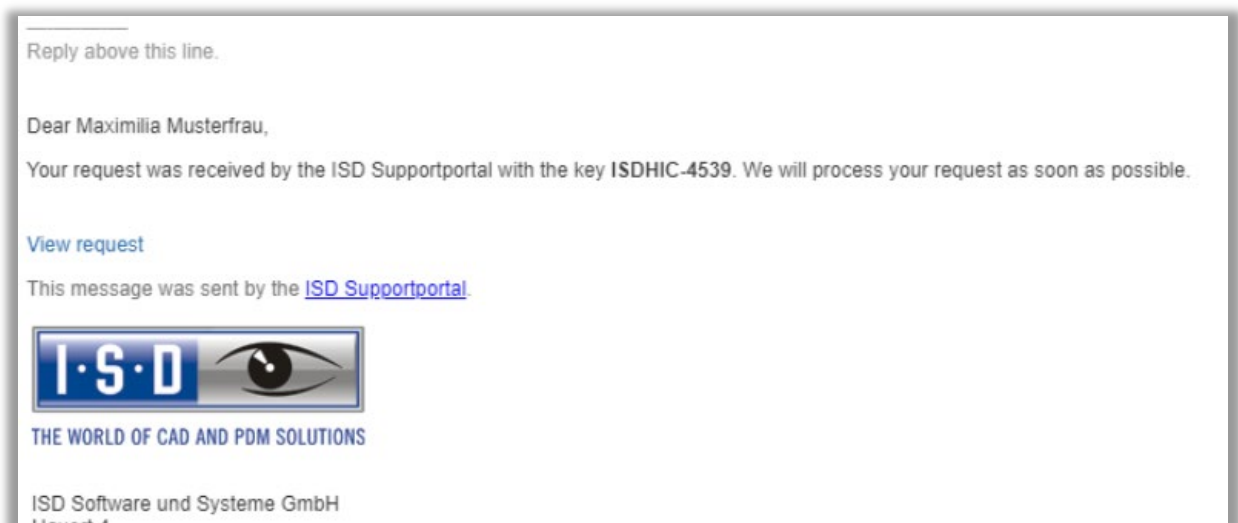 Reply above this line.
Dear Maximilia Musterfrau,
Your request was received by the ISD Supportportal with the key ISDHIC-4539. We will process your request as soon as possible.
View request
This message was sent by the ISD Supportportal.
I·S·D
THE WORLD OF CAD AND PDM SOLUTIONS
ISD Software und Systeme GmbH